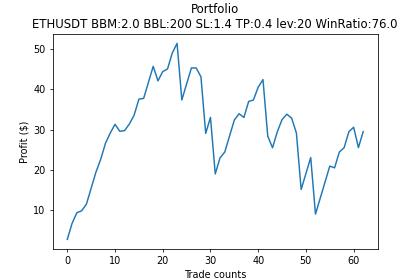 Portfolio
ETHUSDT BBM:2.0 BBL:200 SL:1.4 TP:0.4 lev:20 WinRatio:76.0
50
40
30
20
10
Profit ($)
0 10 20 30 40 50 60
Trade counts